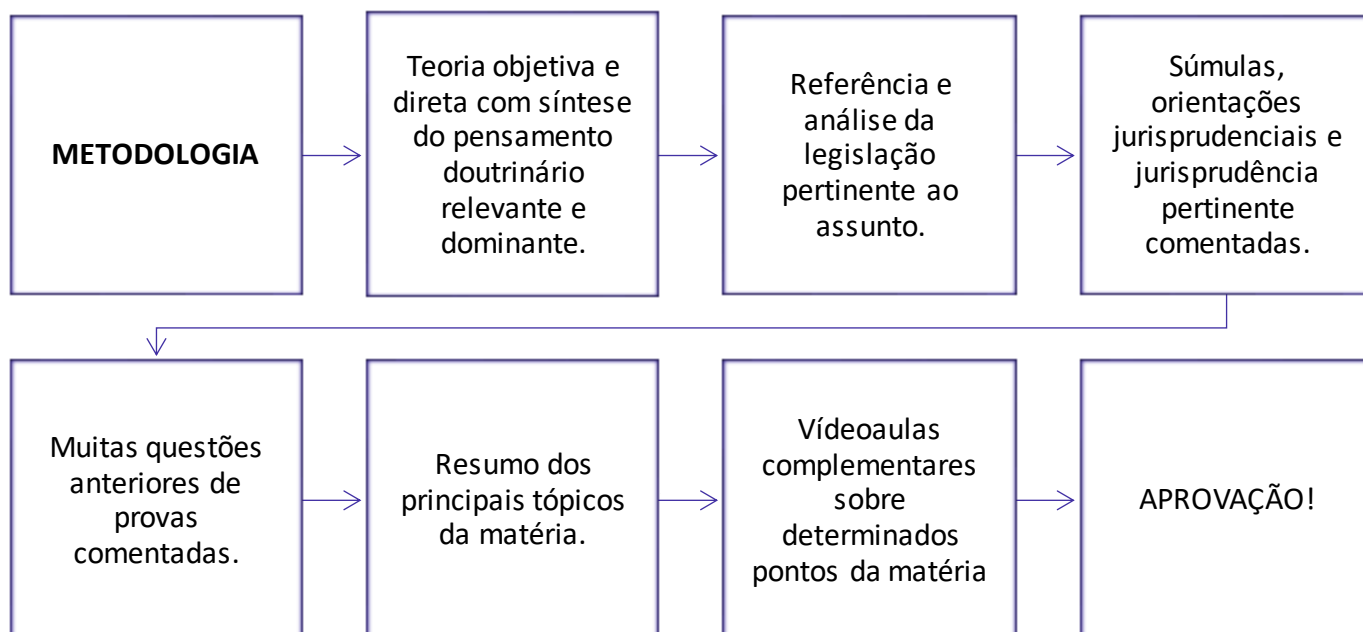 METODOLOGIA
Teoria objetiva e
direta com síntese
do pensamento
doutrinário
relevante e
dominante.
Referência e
análise da
legislação
pertinente ao
assunto.
Súmulas,
orientações
jurisprudenciais e
jurisprudência
pertinente
comentadas.
Muitas questões
anteriores de
provas
comentadas.
Resumo dos
principais tópicos
da matéria.
Vídeoaulas
complementares
sobre
determinados
pontos da matéria
APROVAÇÃO!